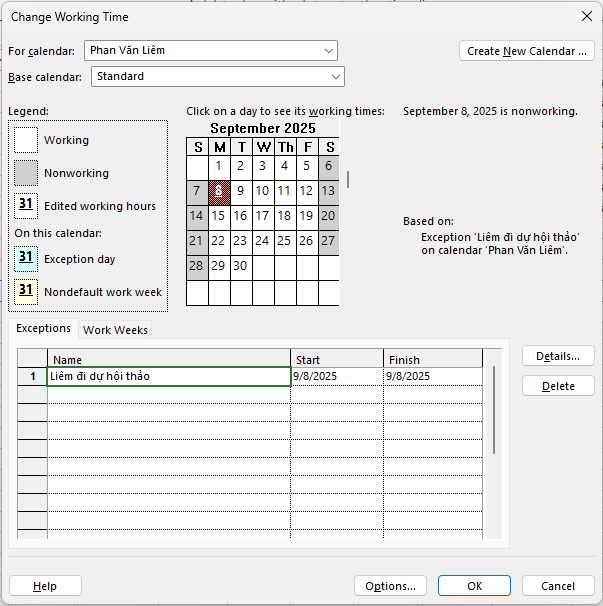 Change Working Time
For calendar: Phan Văn Liêm
Create New Calendar ...
Base calendar: Standard
Legend:
Working
Nonworking
31 Edited working hours
On this calendar:
31 Exception day
31 Nondefault work week
Click on a day to see its working times:
September 2025
S M T W Th F S
1 2 3 4 5 6
7 8 9 10 11 12 13
14 15 16 17 18 19 20
21 22 23 24 25 26 27
28 29 30
September 8, 2025 is nonworking.
Based on:
Exception 'Liêm đi dự hội thảo'
on calendar 'Phan Văn Liêm'.
Exceptions Work Weeks
Name Start Finish
1 Liêm đi dự hội thảo 9/8/2025 9/8/2025
Details...
Delete
Help
Options...
OK
Cancel